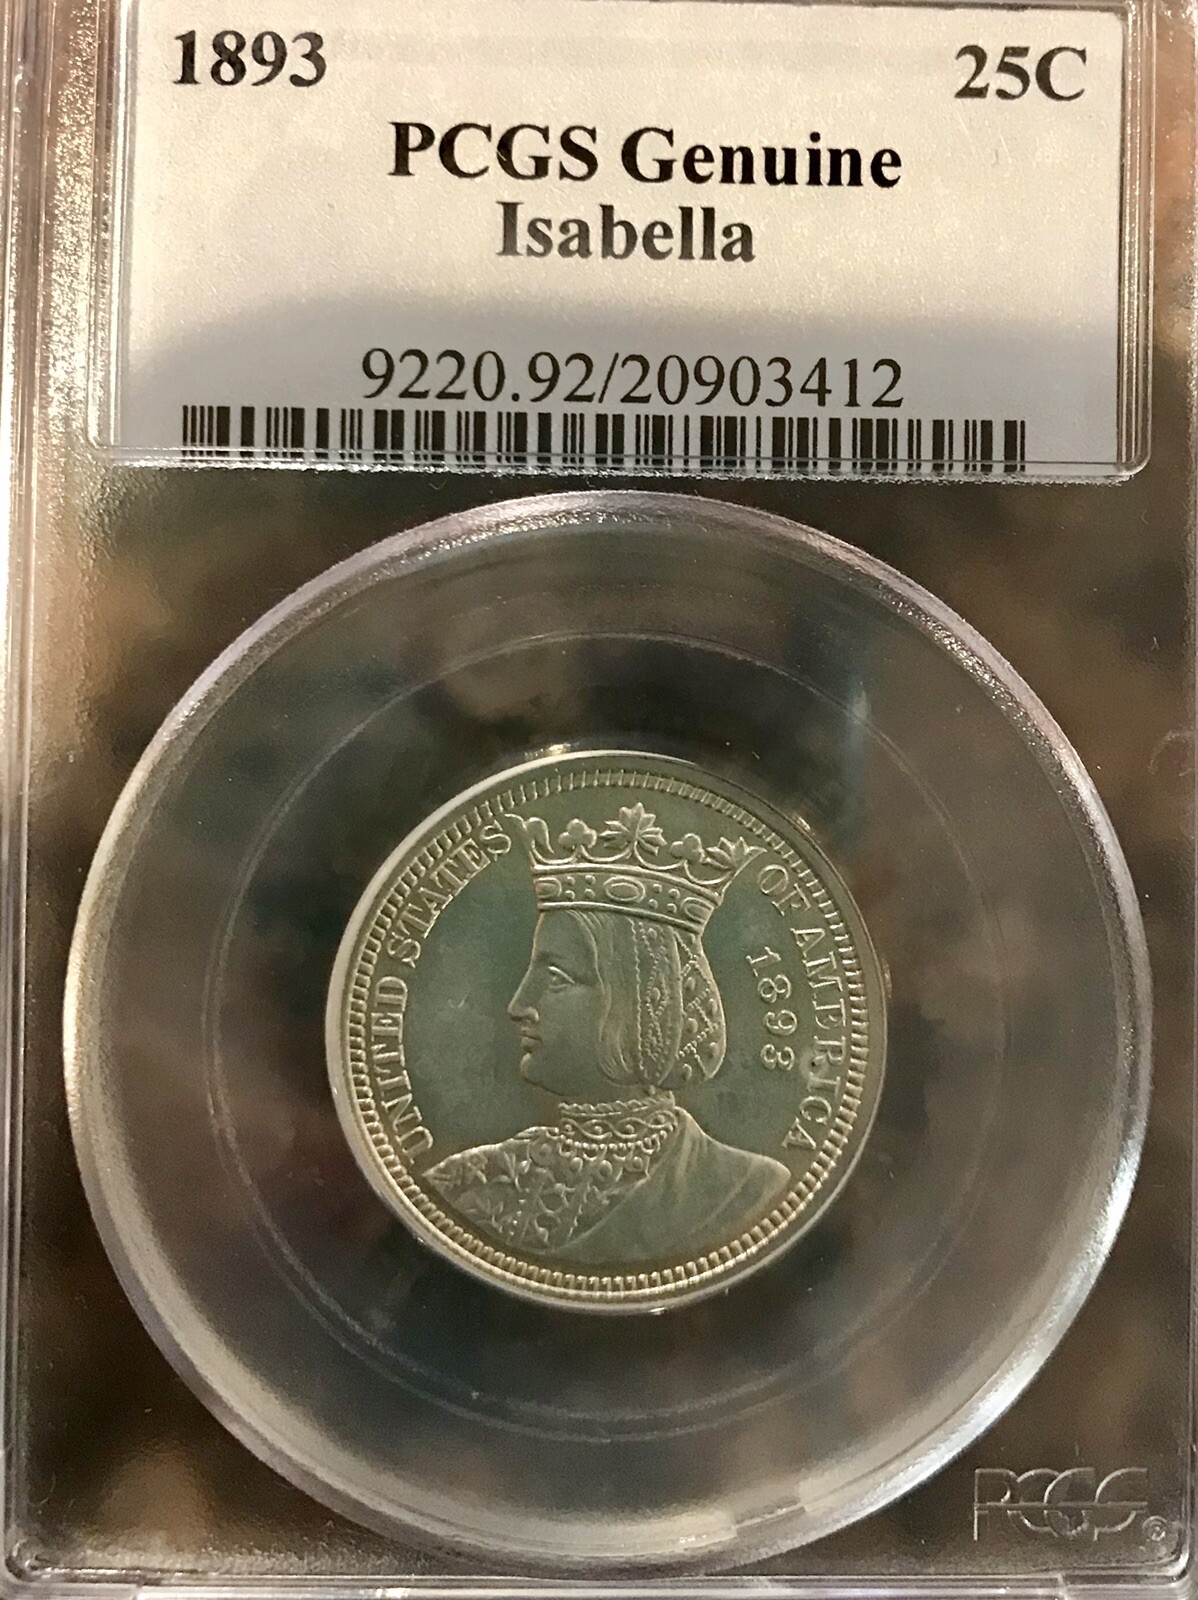 1893 25C
PCGS Genuine
Isabella
9220.92/20903412
UNITED STATES OF AMERICA
1893
PCGS